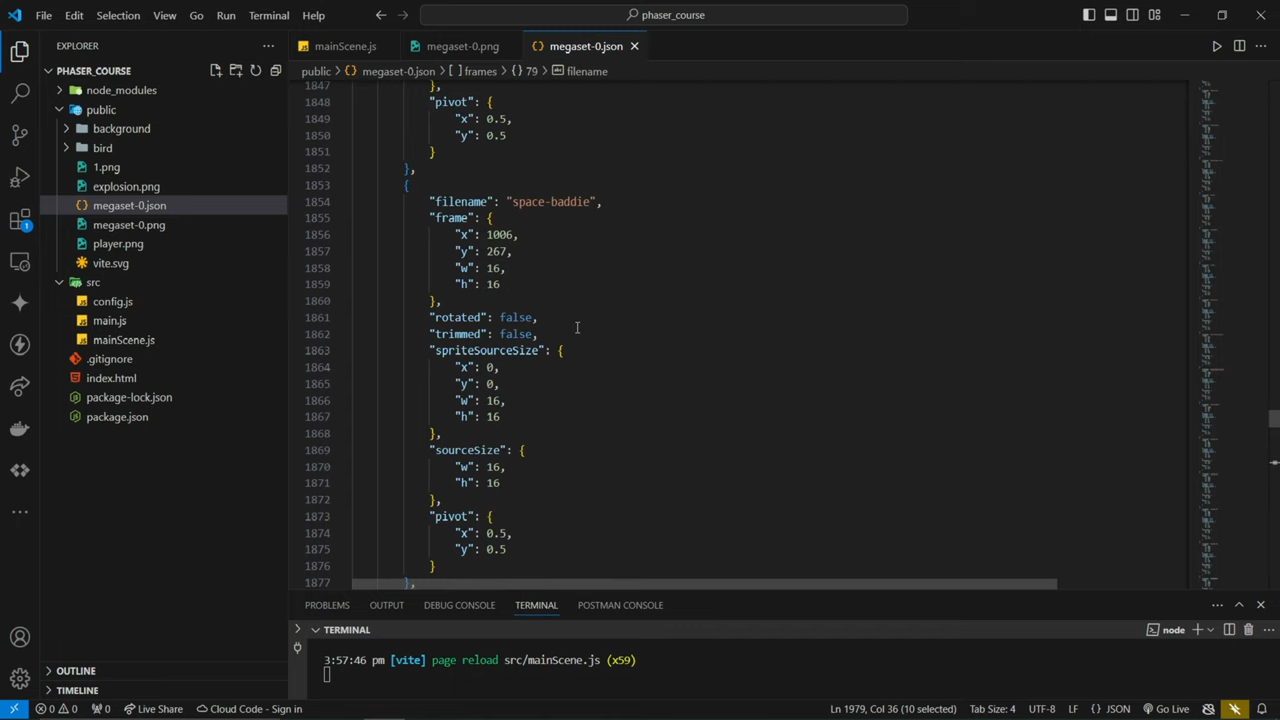 File Edit Selection View Go Run Terminal Help
phaser_course
EXPLORER
PHASER_COURSE
node_modules
public
background
bird
1.png
explosion.png
megaset-0.json
megaset-0.png
player.png
vite.svg
src
config.js
main.js
mainScene.js
.gitignore
index.html
package-lock.json
package.json
OUTLINE
TIMELINE
mainScene.js megaset-0.png megaset-0.json
public > megaset-0.json > [ ] frames > { } 79 > filename
1847 },
1848 "pivot": {
1849 "x": 0.5,
1850 "y": 0.5
1851 }
1852 },
1853 {
1854 "filename": "space-baddie",
1855 "frame": {
1856 "x": 1006,
1857 "y": 267,
1858 "w": 16,
1859 "h": 16
1860 },
1861 "rotated": false,
1862 "trimmed": false,
1863 "spriteSourceSize": {
1864 "x": 0,
1865 "y": 0,
1866 "w": 16,
1867 "h": 16
1868 },
1869 "sourceSize": {
1870 "w": 16,
1871 "h": 16
1872 },
1873 "pivot": {
1874 "x": 0.5,
1875 "y": 0.5
1876 }
1877 },
PROBLEMS OUTPUT DEBUG CONSOLE TERMINAL POSTMAN CONSOLE
TERMINAL
node
3:57:46 pm [vite] page reload src/mainScene.js (x59)
0 0 0 Live Share Cloud Code - Sign in
Ln 1979, Col 36 (10 selected) Tab Size: 4 UTF-8 LF { } JSON Go Live